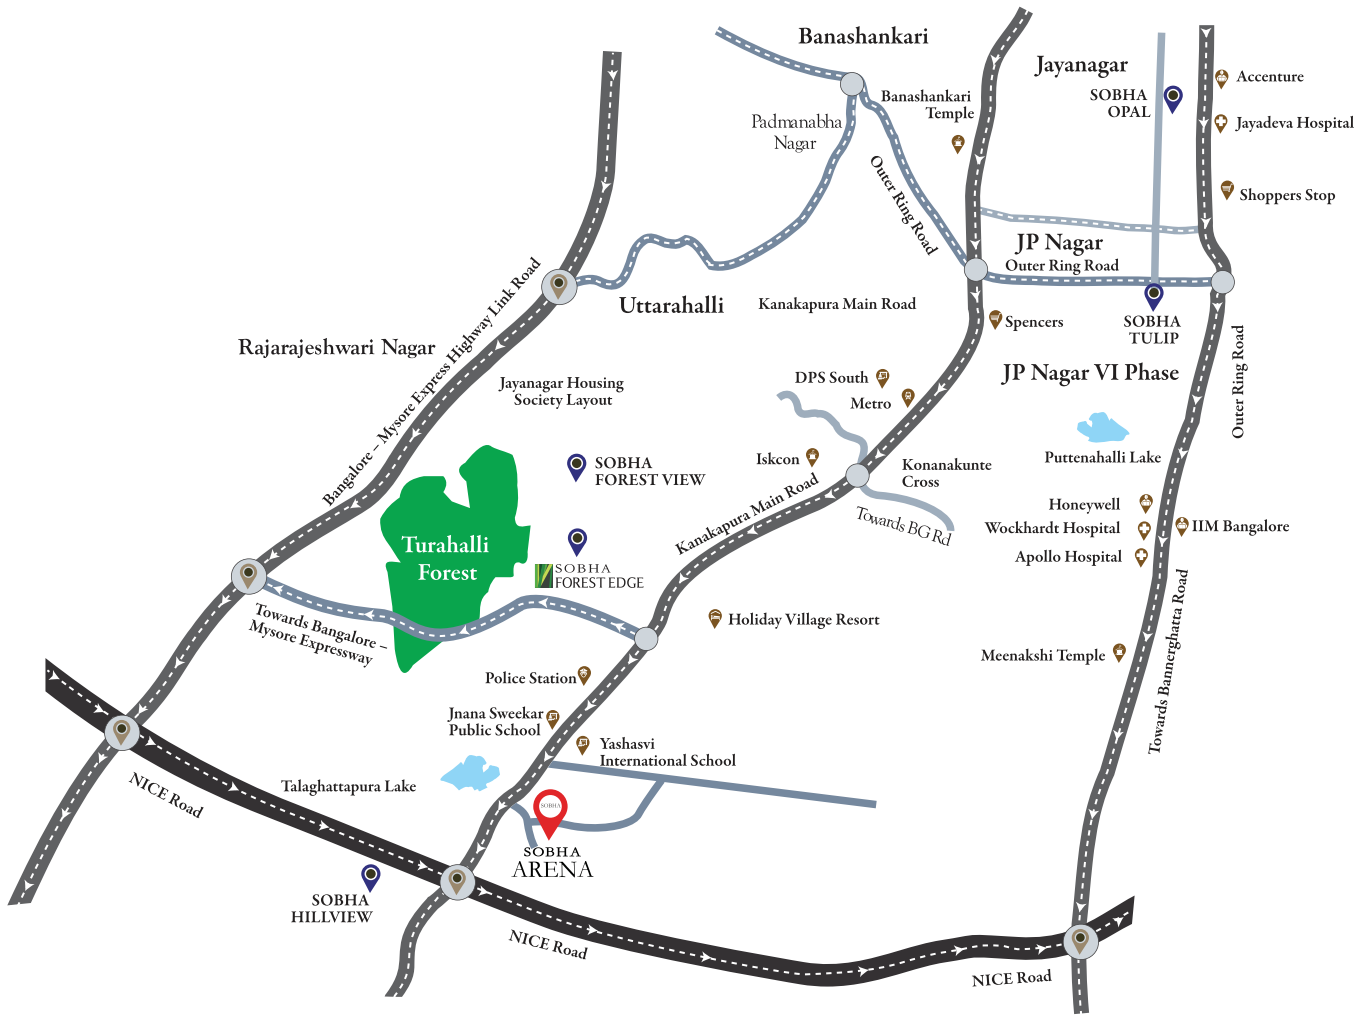 Banashankari
Jayanagar
SOBHA
OPAL
Accenture
Banashankari
Temple
Jayadeva Hospital
Padmanabha
Nagar
Outer Ring Road
Shoppers Stop
JP Nagar
Outer Ring Road
Uttarahalli
Kanakapura Main Road
Spencers
SOBHA
TULIP
Rajarajeshwari Nagar
Bangalore – Mysore Express Highway Link Road
Jayanagar Housing
Society Layout
DPS South
Metro
JP Nagar VI Phase
Outer Ring Road
Puttenahalli Lake
SOBHA
FOREST VIEW
Iskcon
Konanakunte
Cross
Kanakapura Main Road
Towards BG Rd
Honeywell
Wockhardt Hospital
IIM Bangalore
Apollo Hospital
Turahalli
Forest
SOBHA
FOREST EDGE
Towards Bangalore –
Mysore Expressway
Holiday Village Resort
Meenakshi Temple
Towards Bannerghatta Road
Police Station
Jnana Sweekar
Public School
Yashasvi
International School
Talaghattapura Lake
NICE Road
SOBHA
SOBHA
ARENA
SOBHA
HILLVIEW
NICE Road
NICE Road